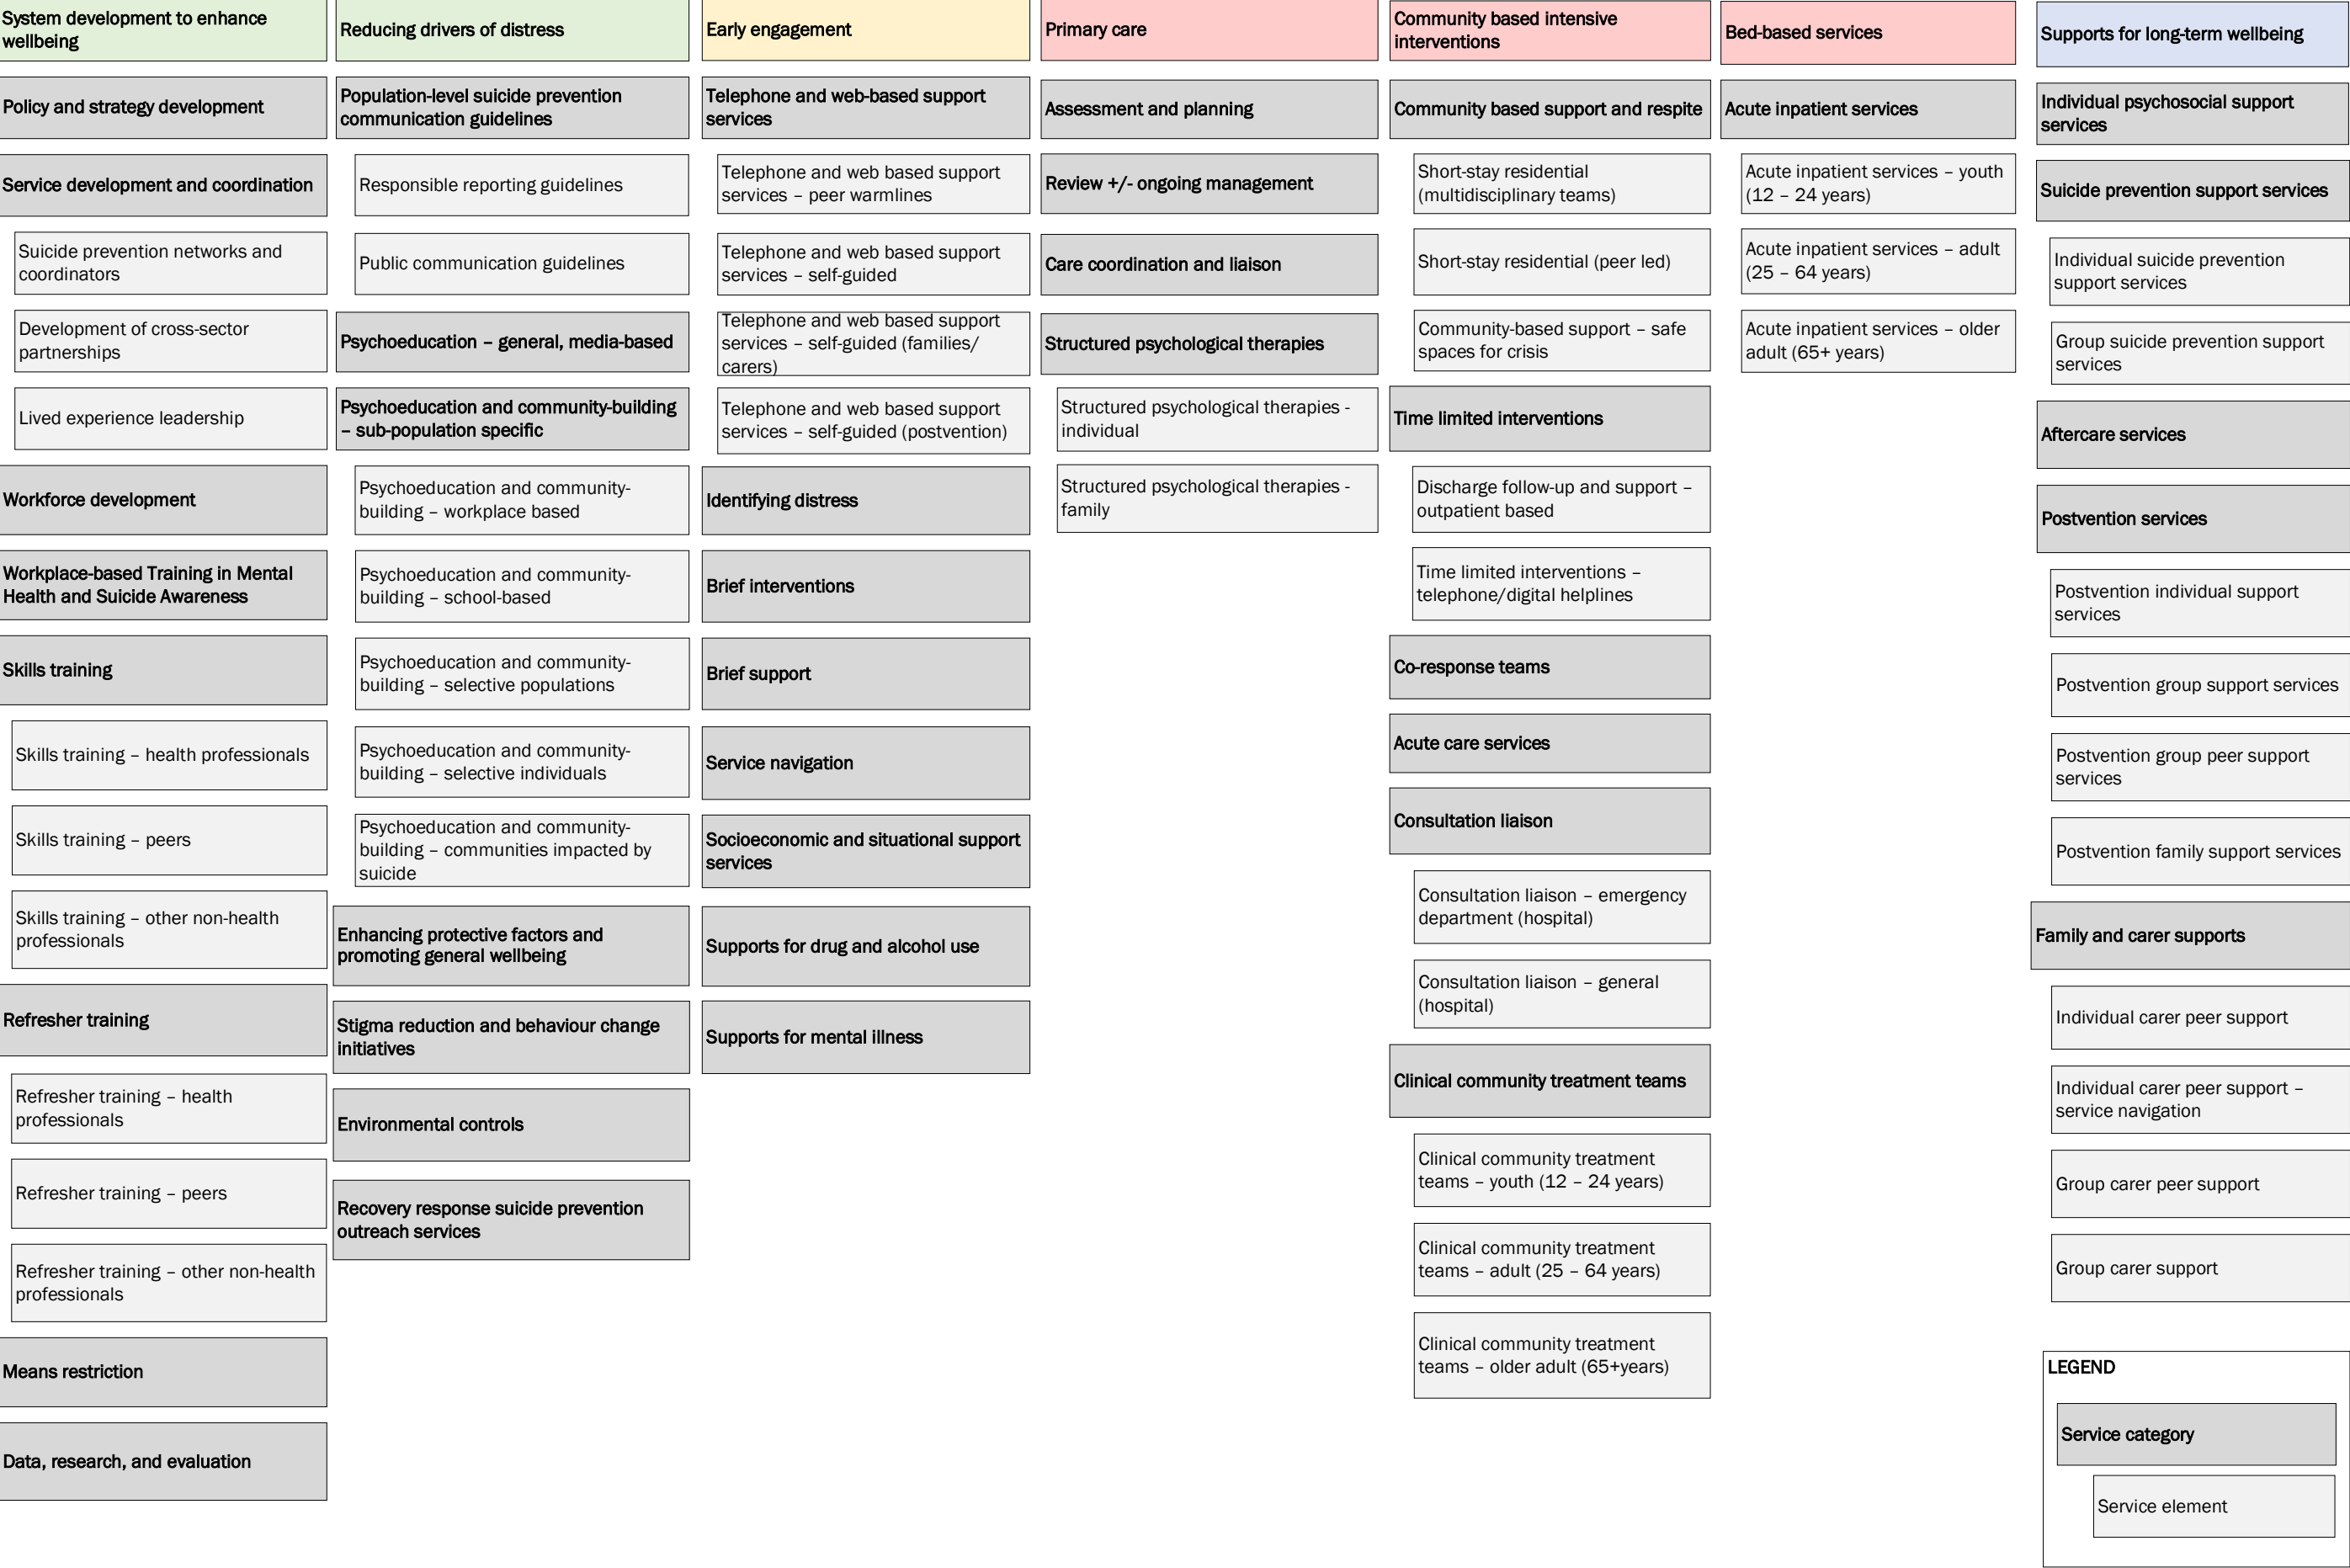 System development to enhance
wellbeing
Policy and strategy development
Service development and coordination
Suicide prevention networks and
coordinators
Development of cross-sector
partnerships
Lived experience leadership
Workforce development
Workplace-based Training in Mental
Health and Suicide Awareness
Skills training
Skills training – health professionals
Skills training – peers
Skills training – other non-health
professionals
Refresher training
Refresher training – health
professionals
Refresher training – peers
Refresher training – other non-health
professionals
Means restriction
Data, research, and evaluation
Reducing drivers of distress
Population-level suicide prevention
communication guidelines
Responsible reporting guidelines
Public communication guidelines
Psychoeducation – general, media-based
Psychoeducation and community-building
– sub-population specific
Psychoeducation and community-
building – workplace based
Psychoeducation and community-
building – school-based
Psychoeducation and community-
building – selective populations
Psychoeducation and community-
building – selective individuals
Psychoeducation and community-
building – communities impacted by
suicide
Enhancing protective factors and
promoting general wellbeing
Stigma reduction and behaviour change
initiatives
Environmental controls
Recovery response suicide prevention
outreach services
Early engagement
Telephone and web-based support
services
Telephone and web based support
services – peer warmlines
Telephone and web based support
services – self-guided
Telephone and web based support
services – self-guided (families/
carers)
Telephone and web based support
services – self-guided (postvention)
Identifying distress
Brief interventions
Brief support
Service navigation
Socioeconomic and situational support
services
Supports for drug and alcohol use
Supports for mental illness
Primary care
Assessment and planning
Review +/- ongoing management
Care coordination and liaison
Structured psychological therapies
Structured psychological therapies -
individual
Structured psychological therapies -
family
Community based intensive
interventions
Community based support and respite
Short-stay residential
(multidisciplinary teams)
Short-stay residential (peer led)
Community-based support – safe
spaces for crisis
Time limited interventions
Discharge follow-up and support –
outpatient based
Time limited interventions –
telephone/digital helplines
Co-response teams
Acute care services
Consultation liaison
Consultation liaison – emergency
department (hospital)
Consultation liaison – general
(hospital)
Clinical community treatment teams
Clinical community treatment
teams – youth (12 – 24 years)
Clinical community treatment
teams – adult (25 – 64 years)
Clinical community treatment
teams – older adult (65+years)
Bed-based services
Acute inpatient services
Acute inpatient services – youth
(12 – 24 years)
Acute inpatient services – adult
(25 – 64 years)
Acute inpatient services – older
adult (65+ years)
Supports for long-term wellbeing
Individual psychosocial support
services
Suicide prevention support services
Individual suicide prevention
support services
Group suicide prevention support
services
Aftercare services
Postvention services
Postvention individual support
services
Postvention group support services
Postvention group peer support
services
Postvention family support services
Family and carer supports
Individual carer peer support
Individual carer peer support –
service navigation
Group carer peer support
Group carer support
LEGEND
Service category
Service element